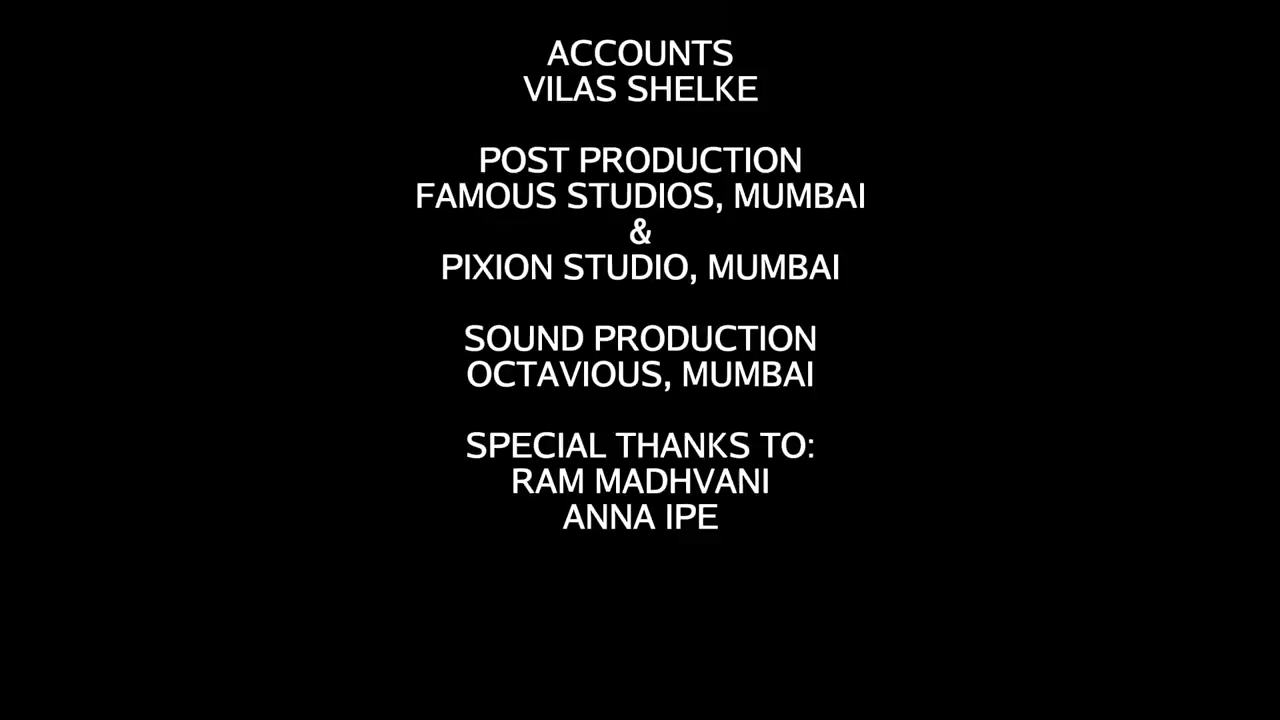 ACCOUNTS
VILAS SHELKE
POST PRODUCTION
FAMOUS STUDIOS, MUMBAI
&
PIXION STUDIO, MUMBAI
SOUND PRODUCTION
OCTAVIOUS, MUMBAI
SPECIAL THANKS TO:
RAM MADHVANI
ANNA IPE